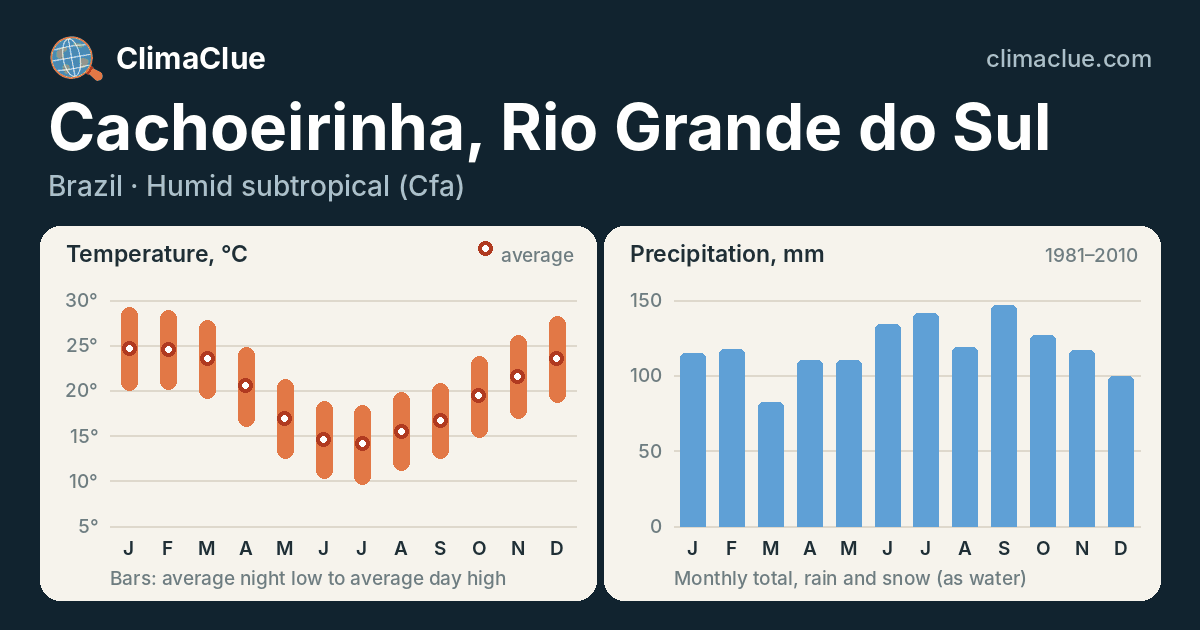 ClimaClue
climaclue.com
Cachoeirinha, Rio Grande do Sul
Brazil · Humid subtropical (Cfa)
Temperature, °C
average
30°
25°
20°
15°
10°
5°
J F M A M J J A S O N D
Bars: average night low to average day high
Precipitation, mm
1981–2010
150
100
50
0
J F M A M J J A S O N D
Monthly total, rain and snow (as water)